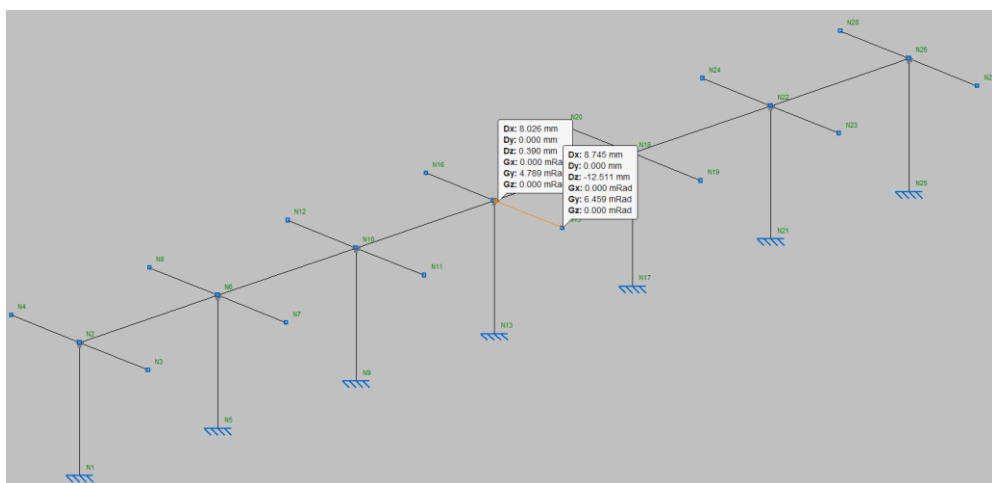 N28
N26
N24
N22
N23
N20
N18
N19
N25
N21
N16
N17
N12
N10
N11
N13
N8
N6
N7
N9
N4
N2
N3
N5
N1
Dx: 8.026 mm
Dy: 0.000 mm
Dz: 0.390 mm
Gx: 0.000 mRad
Gy: 4.789 mRad
Gz: 0.000 mRad
Dx: 8.745 mm
Dy: 0.000 mm
Dz: -12.511 mm
Gx: 0.000 mRad
Gy: 6.459 mRad
Gz: 0.000 mRad